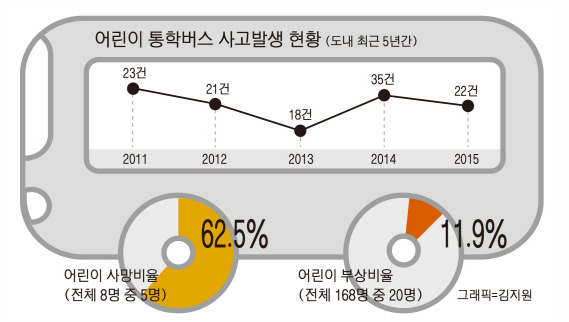 어린이 통학버스 사고발생 현황 (도내 최근 5년간)
23건
21건
18건
35건
22건
2011 2012 2013 2014 2015
62.5%
11.9%
어린이 사망비율
(전체 8명 중 5명)
어린이 부상비율
(전체 168명 중 20명)
그래픽=김지원